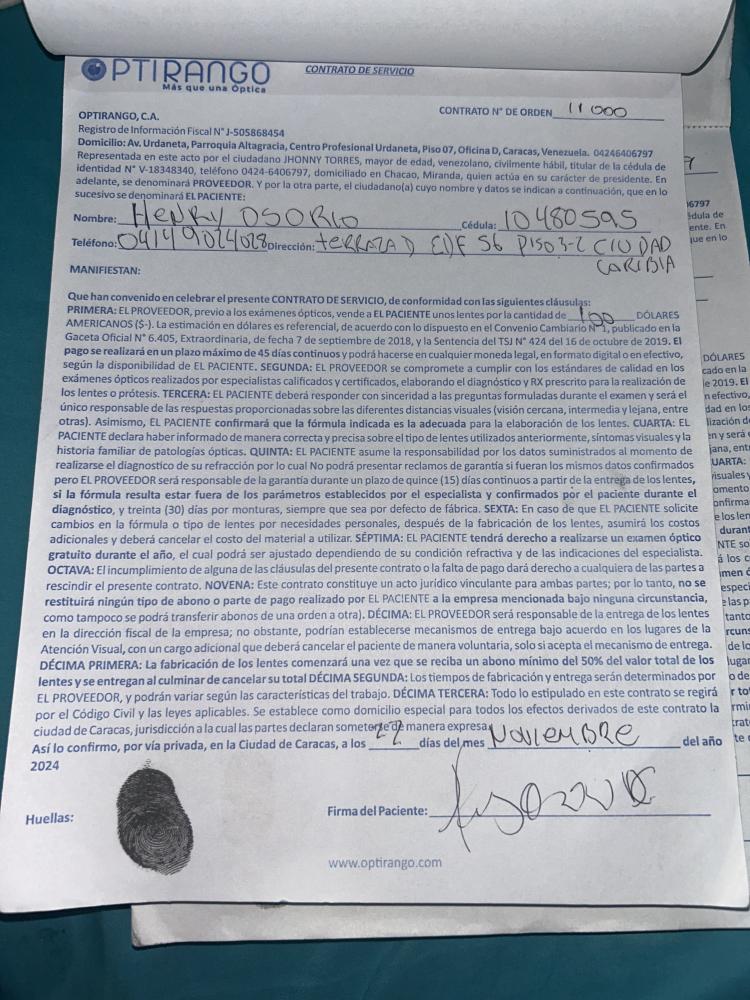 OPTIRANGO
Más que una Óptica
CONTRATO DE SERVICIO
CONTRATO N° DE ORDEN 11000
OPTIRANGO, C.A.
Registro de Información Fiscal N° J-505868454
Domicilio: Av. Urdaneta, Parroquia Altagracia, Centro Profesional Urdaneta, Piso 07, Oficina D, Caracas, Venezuela. 04246406797
Representada en este acto por el ciudadano JHONNY TORRES, mayor de edad, venezolano, civilmente hábil, titular de la cédula de
identidad N° V-18348340, teléfono 0424-6406797, domiciliado en Chacao, Miranda, quien actúa en su carácter de presidente. En
adelante, se denominará PROVEEDOR. Y por la otra parte, el ciudadano(a) cuyo nombre y datos se indican a continuación, que en lo
sucesivo se denominará EL PACIENTE:
Nombre: HENRY OSORIO Cédula: 10480595
Teléfono: 04149024028 Dirección: TERRAZA D EDF 56 PISO 3-2 CIUDAD
CARIBIA
MANIFIESTAN:
Que han convenido en celebrar el presente CONTRATO DE SERVICIO, de conformidad con las siguientes cláusulas:
PRIMERA: EL PROVEEDOR, previo a los exámenes ópticos, vende a EL PACIENTE unos lentes por la cantidad de 100 DÓLARES
AMERICANOS ($-). La estimación en dólares es referencial, de acuerdo con lo dispuesto en el Convenio Cambiario N° 1, publicado en la
Gaceta Oficial N° 6.405, Extraordinaria, de fecha 7 de septiembre de 2018, y la Sentencia del TSJ N° 424 del 16 de octubre de 2019. El
pago se realizará en un plazo máximo de 45 días continuos y podrá hacerse en cualquier moneda legal, en formato digital o en efectivo,
según la disponibilidad de EL PACIENTE. SEGUNDA: EL PROVEEDOR se compromete a cumplir con los estándares de calidad en los
exámenes ópticos realizados por especialistas calificados y certificados, elaborando el diagnóstico y RX prescrito para la realización de
los lentes o prótesis. TERCERA: EL PACIENTE deberá responder con sinceridad a las preguntas formuladas durante el examen y será el
único responsable de las respuestas proporcionadas sobre las diferentes distancias visuales (visión cercana, intermedia y lejana, entre
otras). Asimismo, EL PACIENTE confirmará que la fórmula indicada es la adecuada para la elaboración de los lentes. CUARTA: EL
PACIENTE declara haber informado de manera correcta y precisa sobre el tipo de lentes utilizados anteriormente, síntomas visuales y la
historia familiar de patologías ópticas. QUINTA: EL PACIENTE asume la responsabilidad por los datos suministrados al momento de
realizarse el diagnostico de su refracción por lo cual No podrá presentar reclamos de garantía si fueran los mismos dados confirmados
pero EL PROVEEDOR será responsable de la garantía durante un plazo de quince (15) días continuos a partir de la entrega de los lentes,
si la fórmula resulta estar fuera de los parámetros establecidos por el especialista y confirmados por el paciente durante el
diagnóstico, y treinta (30) días por monturas, siempre que sea por defecto de fábrica. SEXTA: En caso de que EL PACIENTE solicite
cambios en la fórmula o tipo de lentes por necesidades personales, después de la fabricación de los lentes, asumirá los costos
adicionales y deberá cancelar el costo del material a utilizar. SÉPTIMA: EL PACIENTE tendrá derecho a realizarse un examen óptico
gratuito durante el año, el cual podrá ser ajustado dependiendo de su condición refractiva y de las indicaciones del especialista.
OCTAVA: El incumplimiento de alguna de las cláusulas del presente contrato o la falta de pago dará derecho a cualquiera de las partes a
rescindir el presente contrato. NOVENA: Este contrato constituye un acto jurídico vinculante para ambas partes; por lo tanto, no se
restituirá ningún tipo de abono o parte de pago realizado por EL PACIENTE a la empresa mencionada bajo ninguna circunstancia,
como tampoco se podrá transferir abonos de una orden a otra). DÉCIMA: EL PROVEEDOR será responsable de la entrega de los lentes
en la dirección fiscal de la empresa; no obstante, podrían establecerse mecanismos de entrega bajo acuerdo en los lugares de la
Atención Visual, con un cargo adicional que deberá cancelar el paciente de manera voluntaria, solo si acepta el mecanismo de entrega.
DÉCIMA PRIMERA: La fabricación de los lentes comenzará una vez que se reciba un abono mínimo del 50% del valor total de los
lentes y se entregan al culminar de cancelar su total DÉCIMA SEGUNDA: Los tiempos de fabricación y entrega serán determinados por
EL PROVEEDOR, y podrán variar según las características del trabajo. DÉCIMA TERCERA: Todo lo estipulado en este contrato se regirá
por el Código Civil y las leyes aplicables. Se establece como domicilio especial para todos los efectos derivados de este contrato la
ciudad de Caracas, jurisdicción a la cual las partes declaran someterse de manera expresa.
Así lo confirmo, por vía privada, en la Ciudad de Caracas, a los 27 días del mes NOVIEMBRE del año
2024
Huellas:
Firma del Paciente:
www.optirango.com